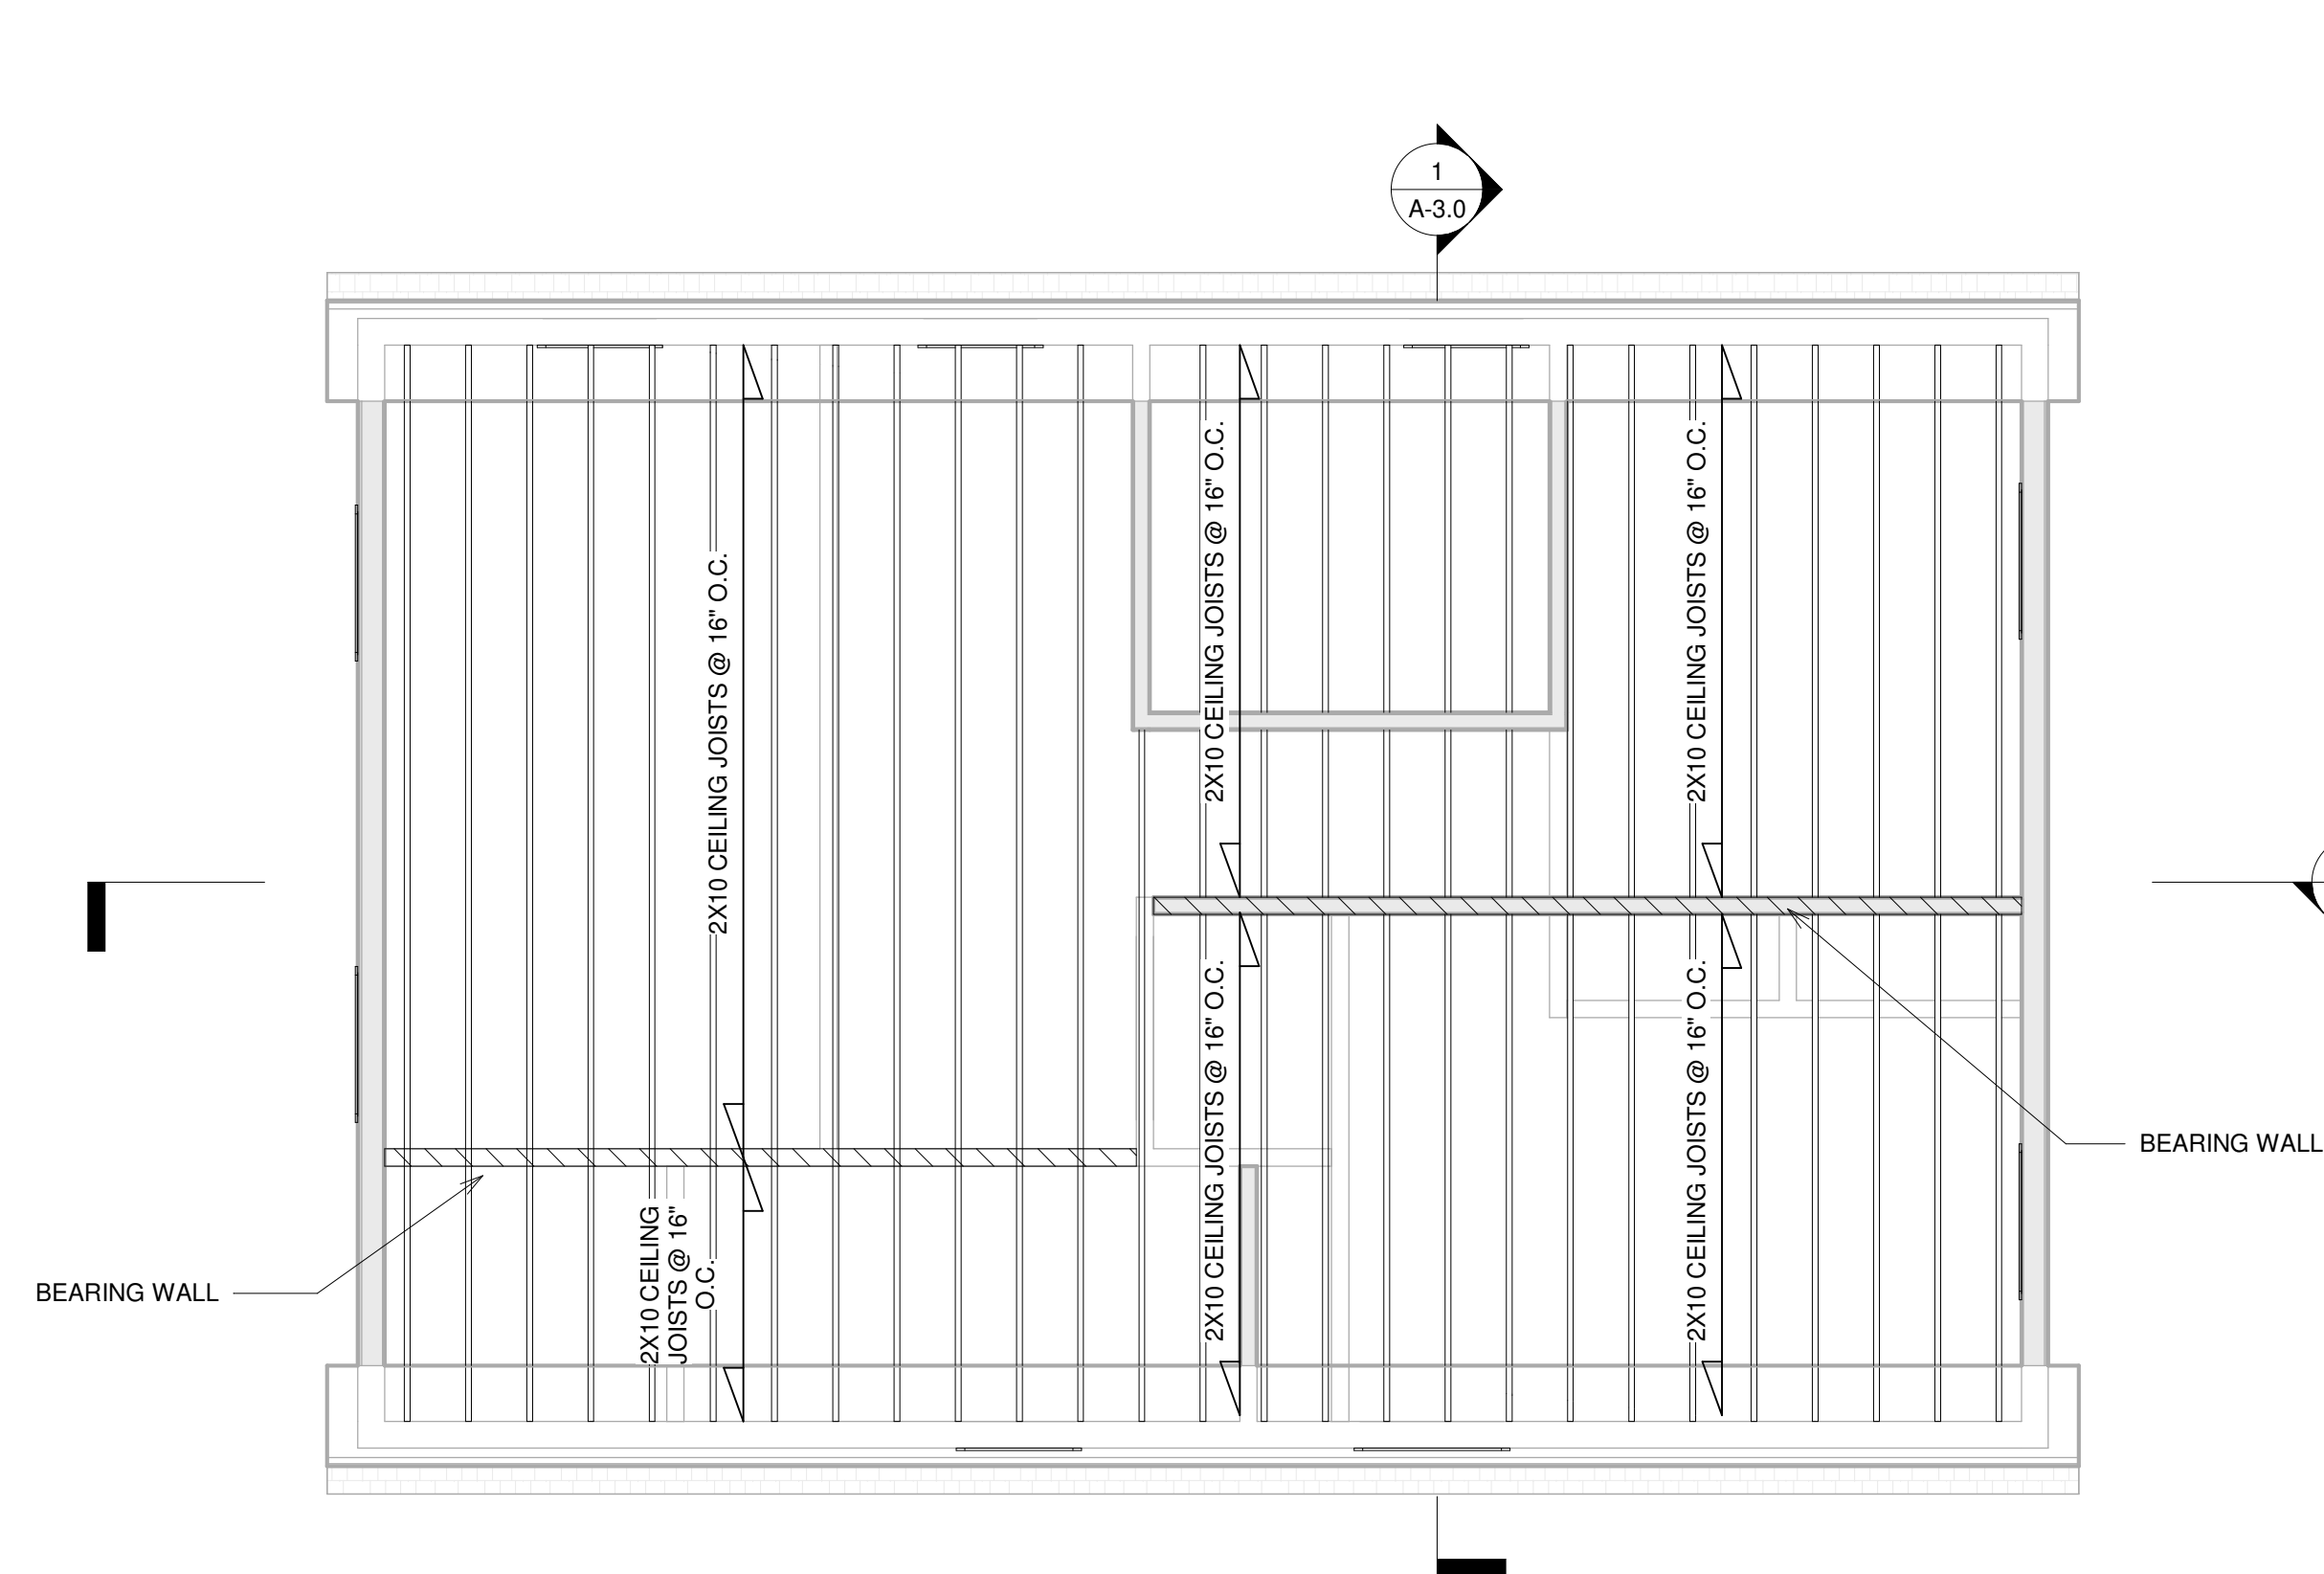 1
A-3.0
2X10 CEILING JOISTS @ 16" O.C.
2X10 CEILING JOISTS @ 16" O.C.
2X10 CEILING JOISTS @ 16" O.C.
2X10 CEILING JOISTS @ 16" O.C.
2X10 CEILING JOISTS @ 16" O.C.
BEARING WALL
2X10 CEILING
JOISTS @ 16"
O.C.
BEARING WALL